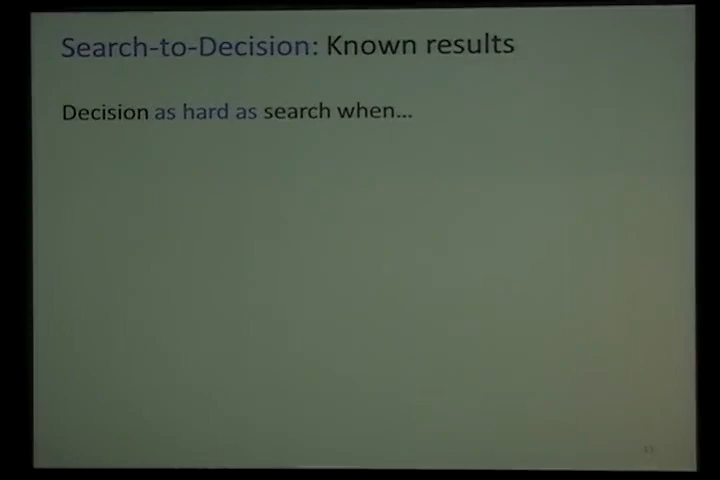 Search-to-Decision: Known results
Decision as hard as search when…